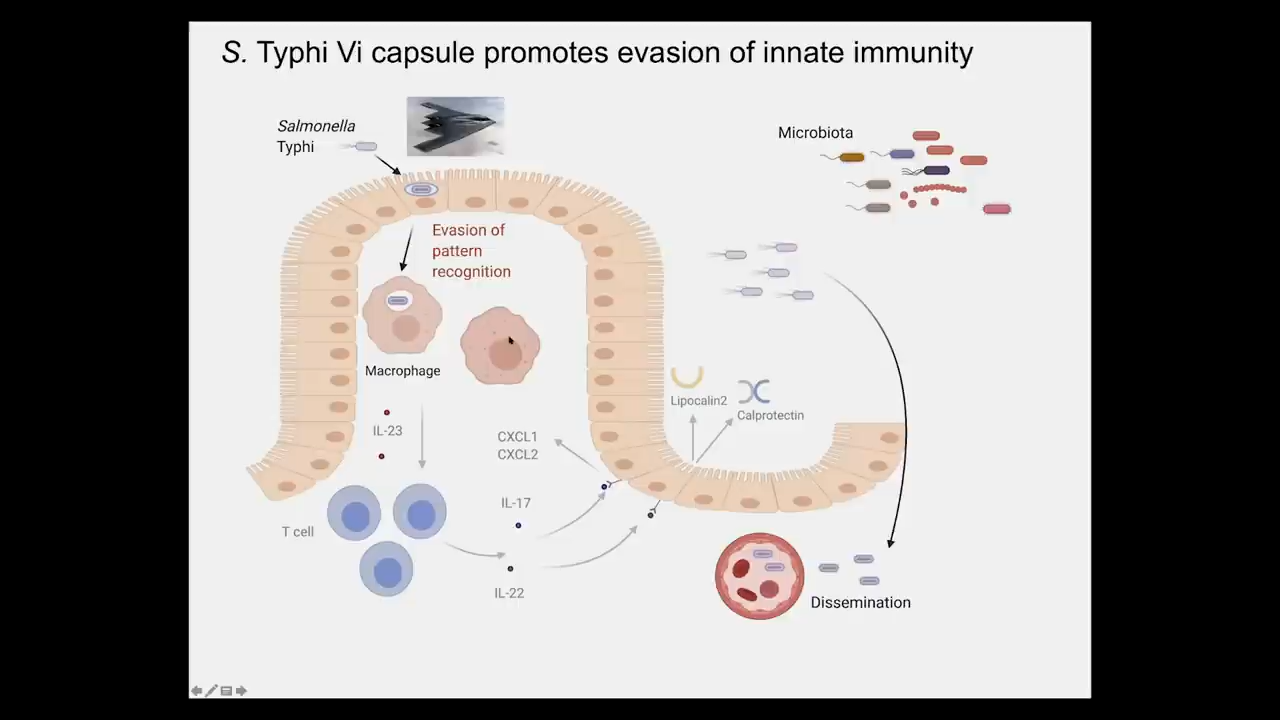 S. Typhi Vi capsule promotes evasion of innate immunity
Salmonella
Typhi
Microbiota
Evasion of
pattern
recognition
Macrophage
Lipocalin2
Calprotectin
IL-23
CXCL1
CXCL2
IL-17
T cell
IL-22
Dissemination